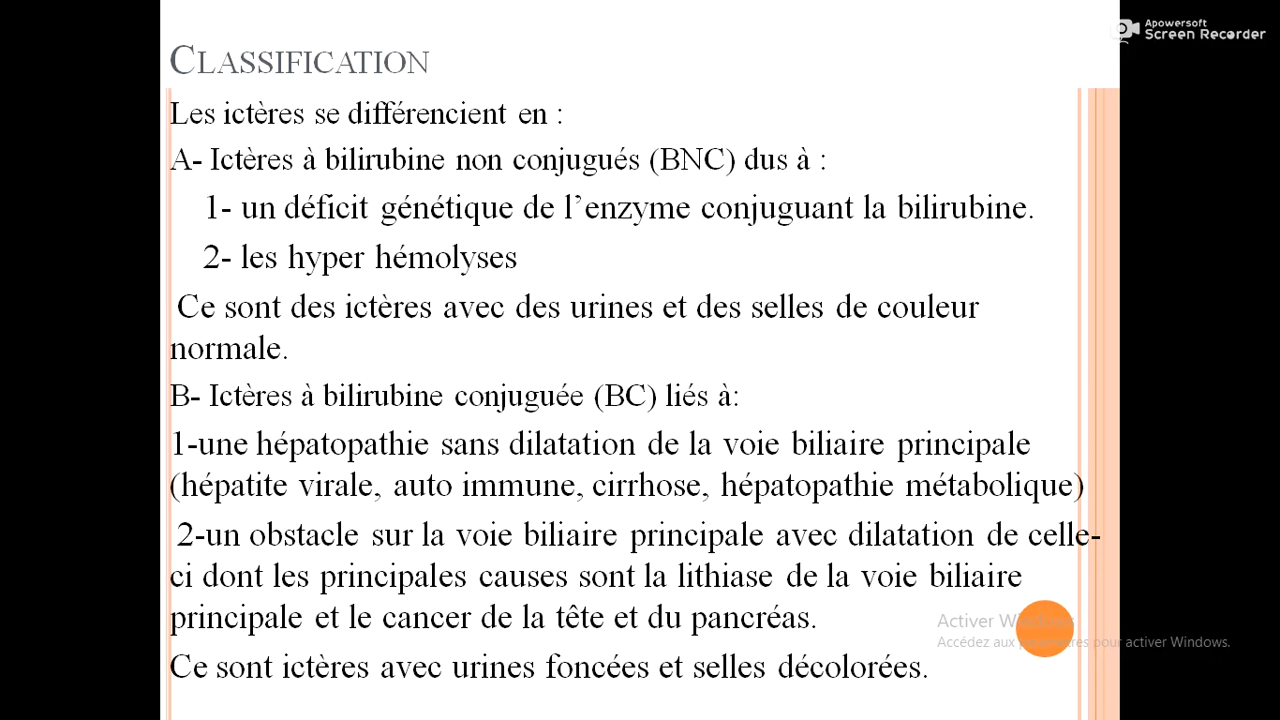 Apowersoft
Screen Recorder
CLASSIFICATION
Les ictères se différencient en :
A- Ictères à bilirubine non conjugués (BNC) dus à :
1- un déficit génétique de l’enzyme conjuguant la bilirubine.
2- les hyper hémolyses
Ce sont des ictères avec des urines et des selles de couleur
normale.
B- Ictères à bilirubine conjuguée (BC) liés à:
1-une hépatopathie sans dilatation de la voie biliaire principale
(hépatite virale, auto immune, cirrhose, hépatopathie métabolique)
2-un obstacle sur la voie biliaire principale avec dilatation de celle-
ci dont les principales causes sont la lithiase de la voie biliaire
principale et le cancer de la tête et du pancréas.
Ce sont ictères avec urines foncées et selles décolorées.
Activer Windows
Accédez aux paramètres pour activer Windows.